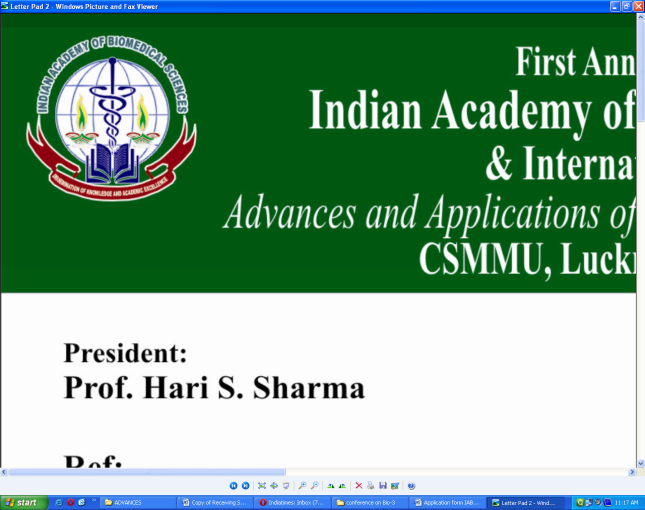 Letter Pad 2 - Windows Picture and Fax Viewer
INDIAN ACADEMY OF BIOMEDICAL SCIENCES
DISSEMINATION OF KNOWLEDGE AND ACADEMIC EXCELLENCE
First Ann
Indian Academy of
& Interna
Advances and Applications of
CSMMU, Luck
President:
Prof. Hari S. Sharma
Ref:
start
ADVANCES
Copy of Receiving S...
Indiatimes: Inbox (7...
conference on Bio-3
Application form IAB...
Letter Pad 2 - Wind...
11:17 AM